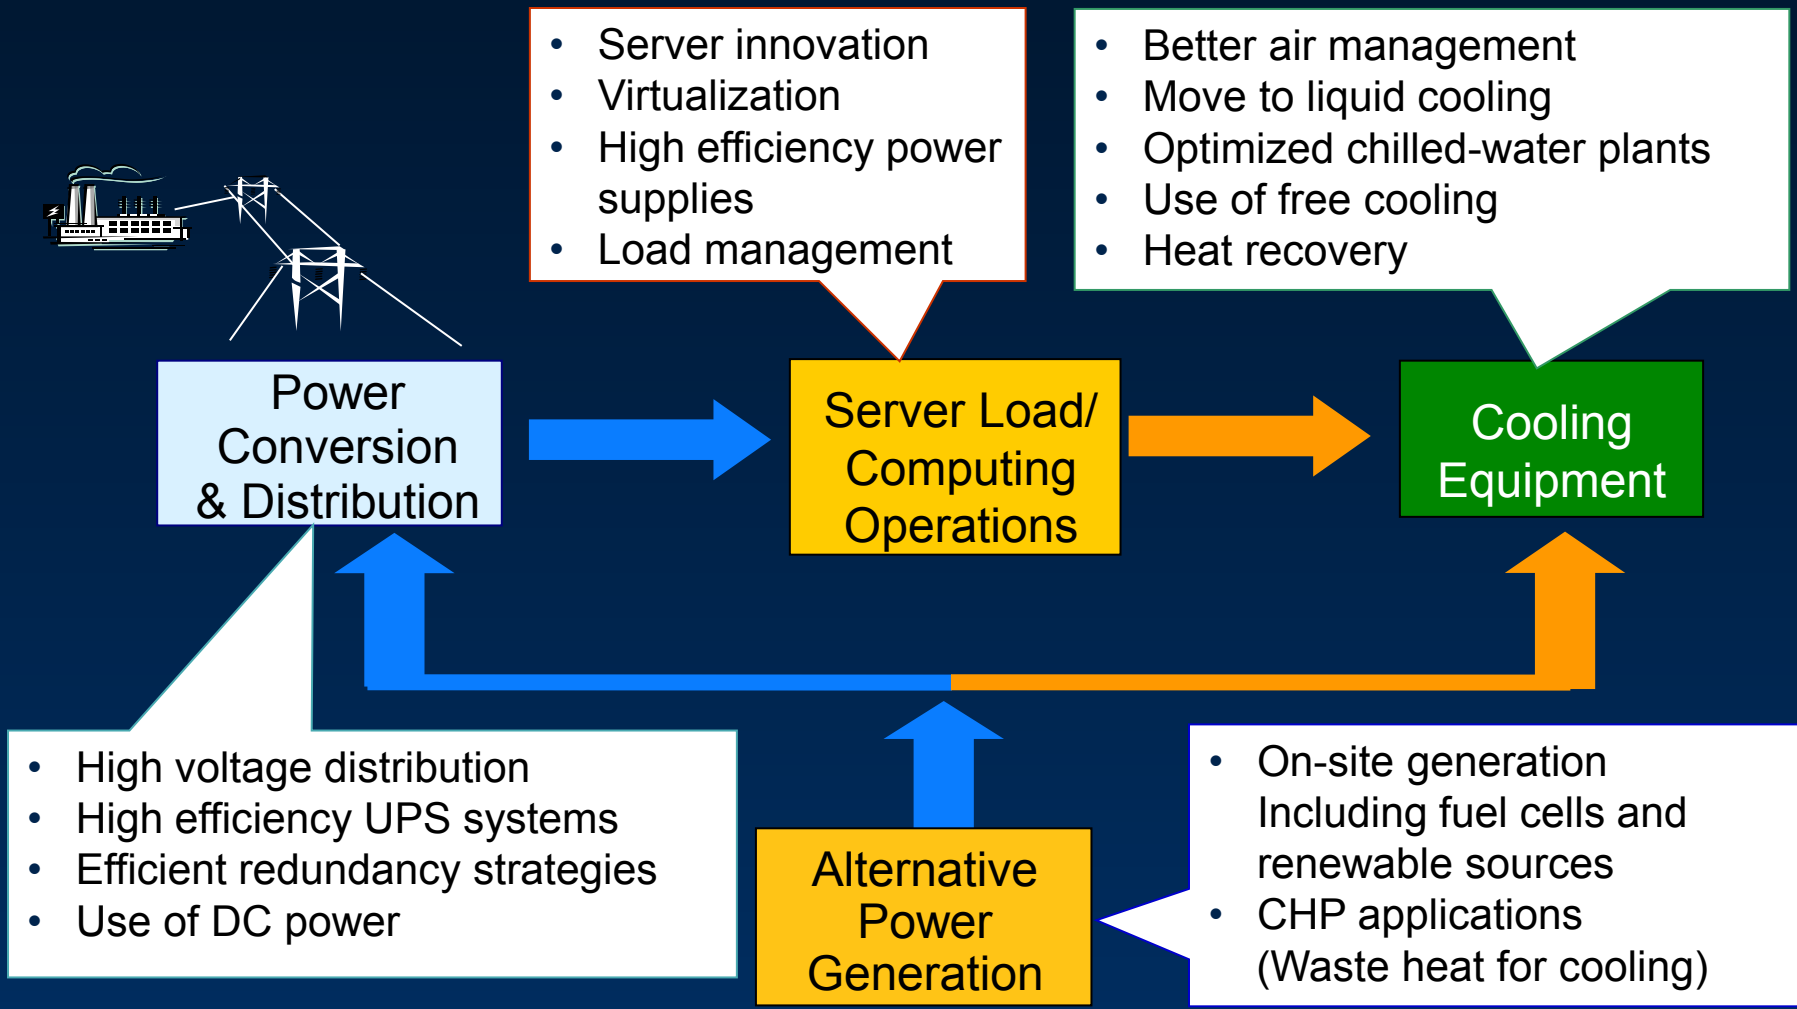 • Server innovation
• Virtualization
• High efficiency power
supplies
• Load management
• Better air management
• Move to liquid cooling
• Optimized chilled-water plants
• Use of free cooling
• Heat recovery
Power
Conversion
& Distribution
Server Load/
Computing
Operations
Cooling
Equipment
• High voltage distribution
• High efficiency UPS systems
• Efficient redundancy strategies
• Use of DC power
Alternative
Power
Generation
• On-site generation
Including fuel cells and
renewable sources
• CHP applications
(Waste heat for cooling)